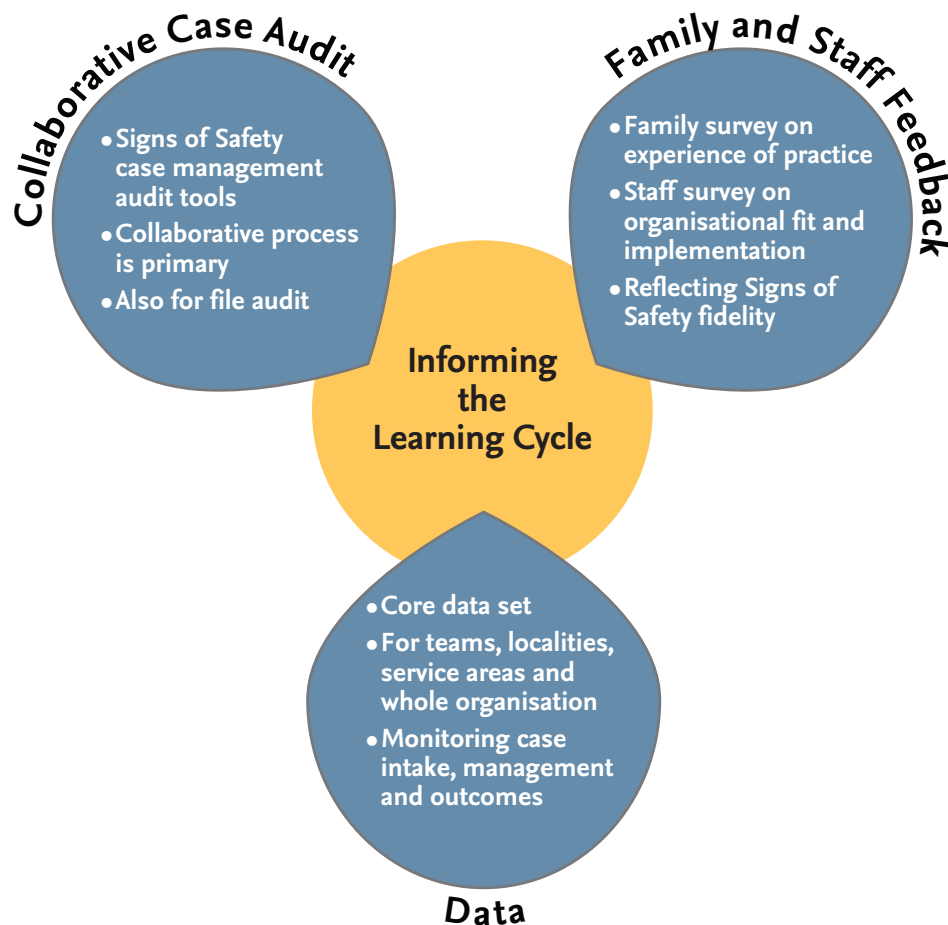 Collaborative Case Audit
• Signs of Safety
case management
audit tools
• Collaborative process
is primary
• Also for file audit
Family and Staff Feedback
• Family survey on
experience of practice
• Staff survey on
organisational fit and
implementation
• Reflecting Signs of
Safety fidelity
Informing
the
Learning Cycle
• Core data set
• For teams, localities,
service areas and
whole organisation
• Monitoring case
intake, management
and outcomes
Data